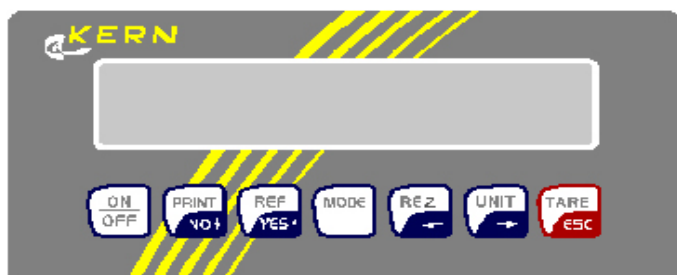 KERN
ON
OFF
PRINT
NO
REF
YES
MODE
REZ
UNIT
TARE
ESC